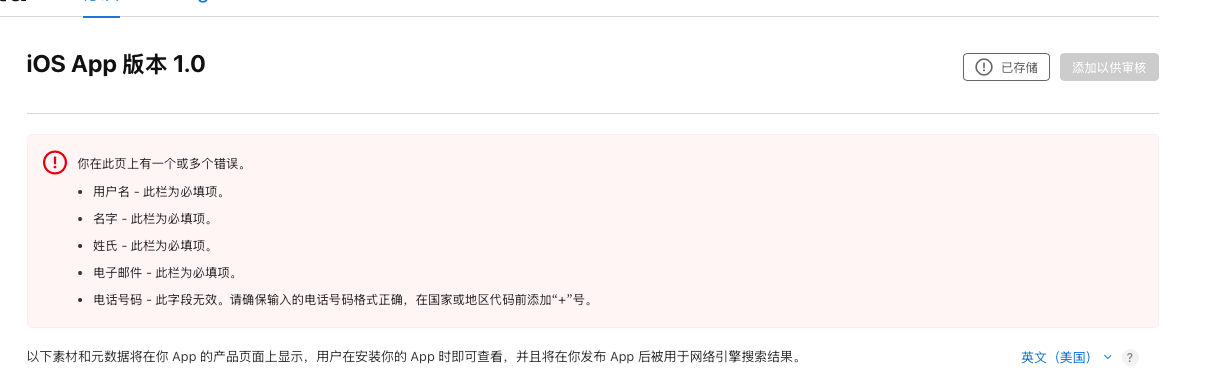 iOS App 版本 1.0
已存储
添加以供审核
你在此页上有一个或多个错误。
用户名 - 此栏为必填项。
名字 - 此栏为必填项。
姓氏 - 此栏为必填项。
电子邮件 - 此栏为必填项。
电话号码 - 此字段无效。请确保输入的电话号码格式正确，在国家或地区代码前添加“+”号。
以下素材和元数据将在你 App 的产品页面上显示，用户在安装你的 App 时即可查看，并且将在你发布 App 后被用于网络引擎搜索结果。
英文（美国）
?